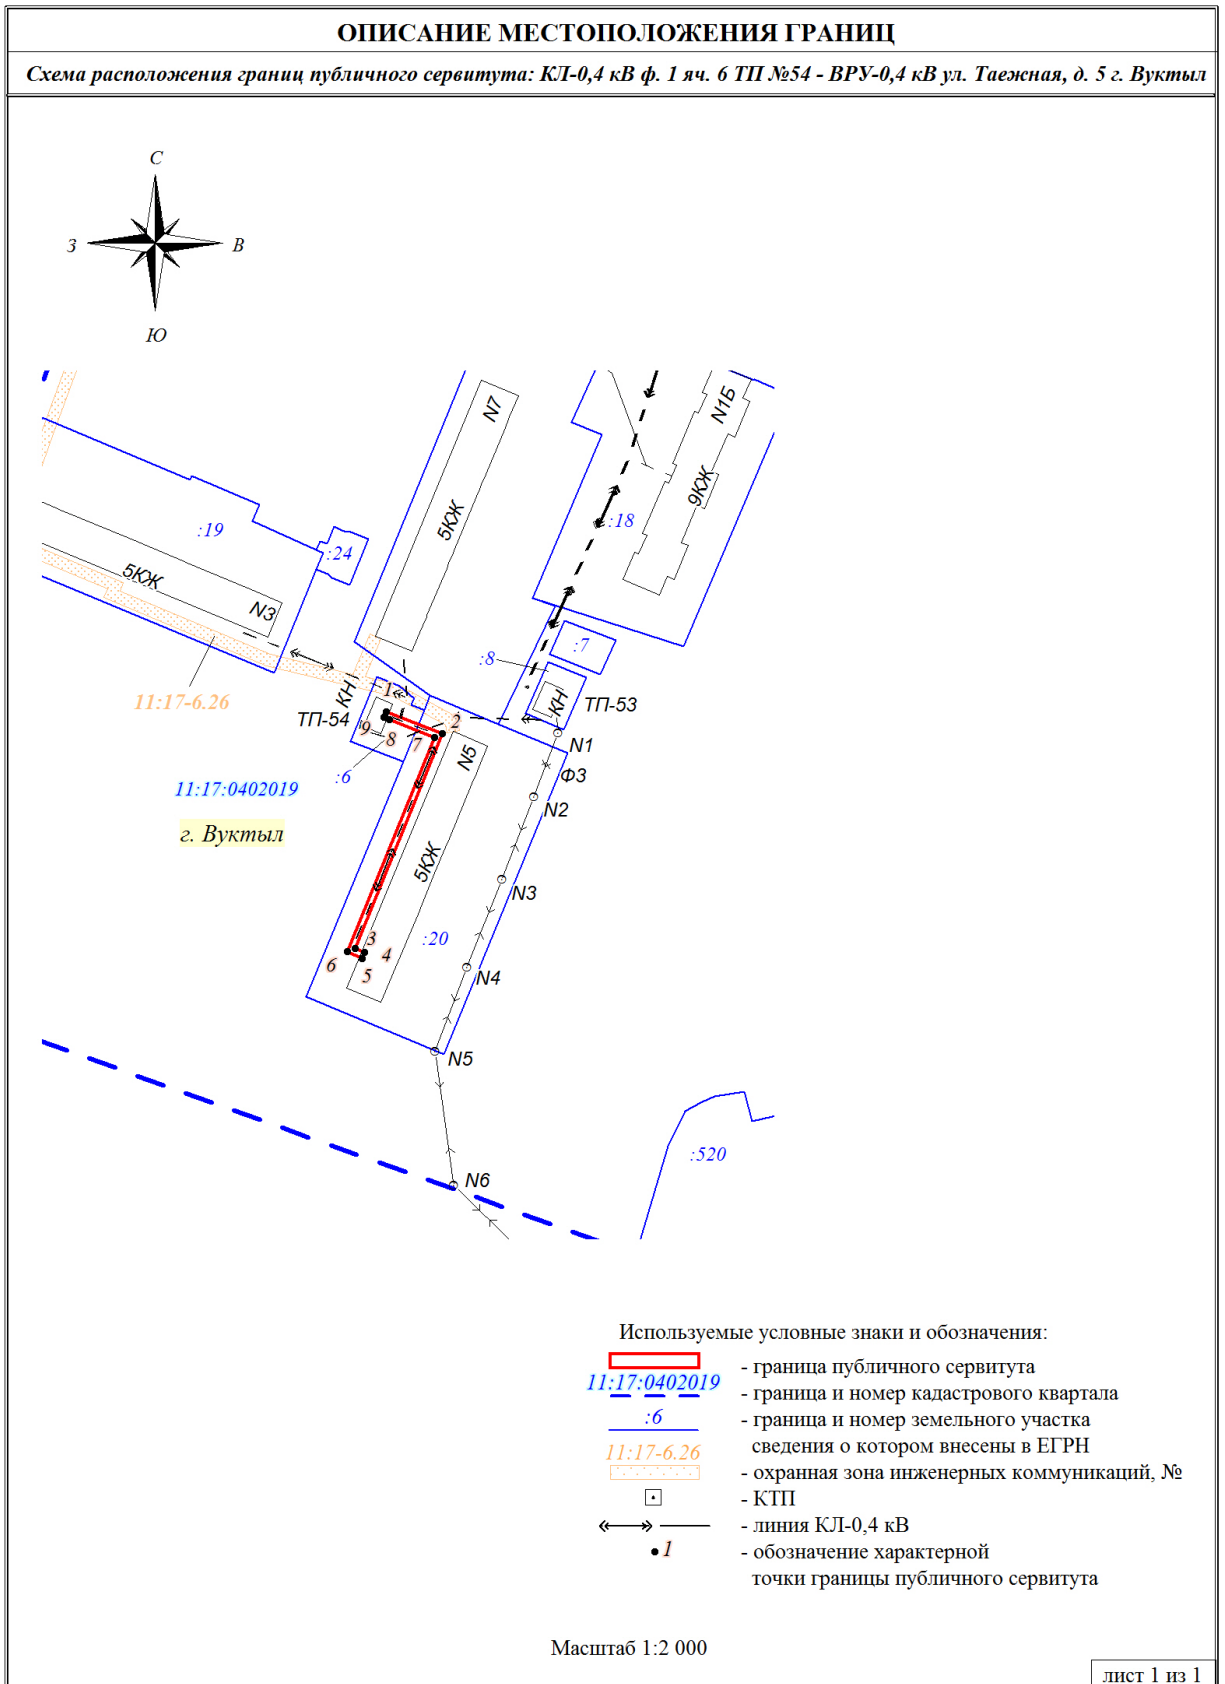 ОПИСАНИЕ МЕСТОПОЛОЖЕНИЯ ГРАНИЦ
Схема расположения границ публичного сервитута: КЛ-0,4 кВ ф. 1 яч. 6 ТП №54 - ВРУ-0,4 кВ ул. Таежная, д. 5 г. Вуктыл
С
З
В
Ю
N7
N1Б
9КЖ
5КЖ
:19
:18
:24
5КЖ
N3
:7
:8
11:17-6.26
КН
1
КН
ТП-53
ТП-54
9
8
7
2
N1
N5
Ф3
:6
11:17:0402019
N2
г. Вуктыл
5КЖ
N3
:20
3
4
6
5
N4
N5
:520
N6
Используемые условные знаки и обозначения:
- граница публичного сервитута
11:17:0402019
- граница и номер кадастрового квартала
:6
- граница и номер земельного участка
сведения о котором внесены в ЕГРН
11:17-6.26
- охранная зона инженерных коммуникаций, №
- КТП
- линия КЛ-0,4 кВ
1
- обозначение характерной
точки границы публичного сервитута
Масштаб 1:2 000
лист 1 из 1